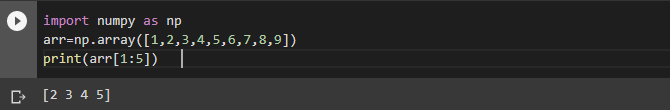 import numpy as np
arr=np.array([1,2,3,4,5,6,7,8,9])
print(arr[1:5])
[2 3 4 5]